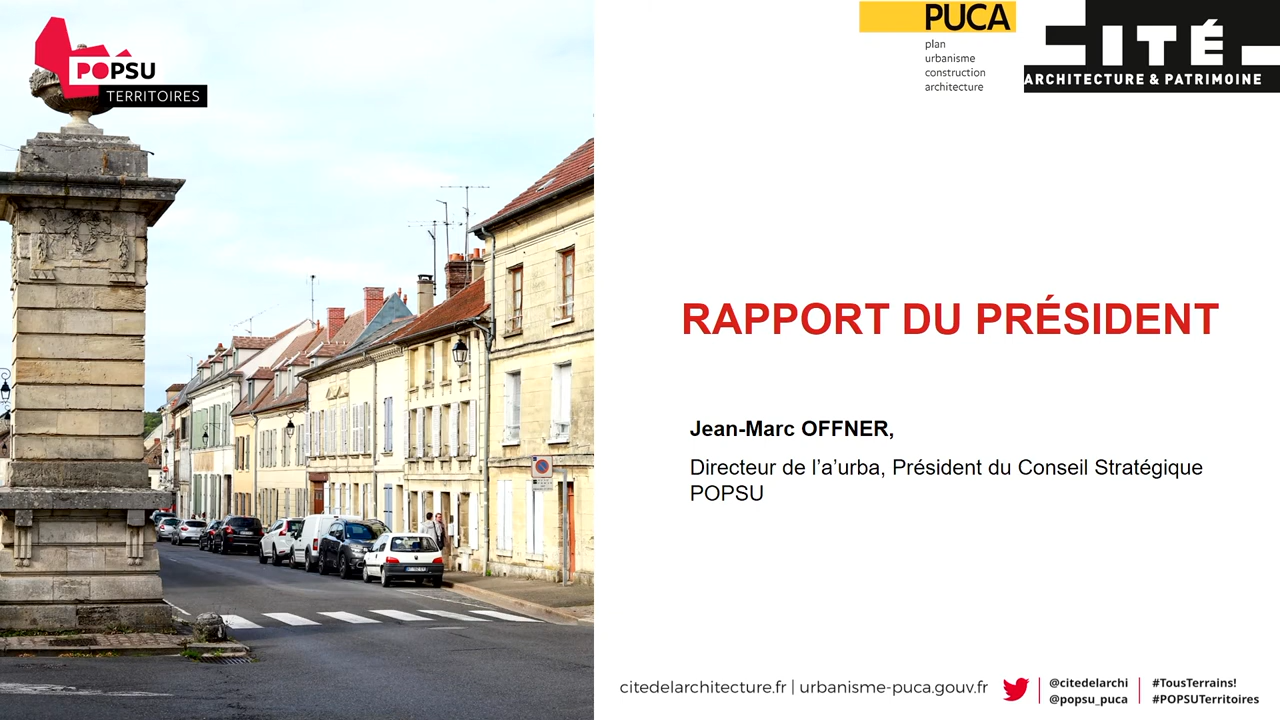 POPSU
TERRITOIRES
PUCA
plan
urbanisme
construction
architecture
CITÉ
ARCHITECTURE & PATRIMOINE
RAPPORT DU PRÉSIDENT
Jean-Marc OFFNER,
Directeur de l’a’urba, Président du Conseil Stratégique
POPSU
citedelarchitecture.fr | urbanisme-puca.gouv.fr
@citedelarchi
@popsu_puca
#TousTerrains!
#POPSUTerritoires